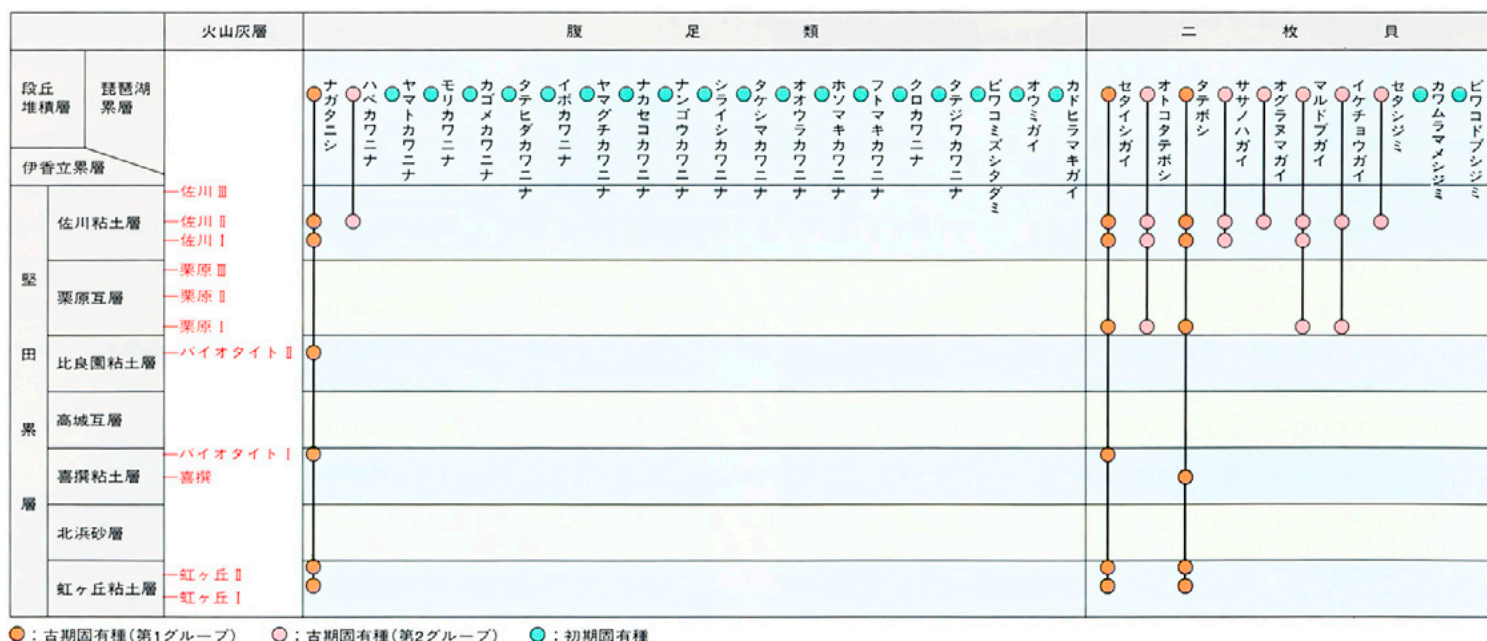 火山灰層
腹足類
二枚貝
段丘
堆積層
琵琶湖
累層
伊香立累層
ナガタニシ
ハベカワニナ
ヤマトカワニナ
モリカワニナ
カゴメカワニナ
タテヒダカワニナ
イボカワニナ
ヤマグチカワニナ
ナカセコカワニナ
ナンゴウカワニナ
シライシカワニナ
タケシマカワニナ
オオウラカワニナ
ホソマキカワニナ
フトマキカワニナ
クロカワニナ
タテジワカワニナ
ビワコミズシタダミ
オウミガイ
カドヒラマキガイ
セタイシガイ
オトコタテボシ
タテボシ
ササノハガイ
オグラヌマガイ
マルドブガイ
イケチョウガイ
セタシジミ
カワムラマメシジミ
ビワコドブシジミ
堅田累層
佐川粘土層
佐川Ⅲ
佐川Ⅱ
佐川Ⅰ
栗原互層
栗原Ⅲ
栗原Ⅱ
栗原Ⅰ
比良園粘土層
バイオタイトⅡ
高城互層
喜撰粘土層
バイオタイトⅠ
喜撰
北浜砂層
虹ヶ丘粘土層
虹ヶ丘Ⅱ
虹ヶ丘Ⅰ
：古期固有種(第1グループ) ：古期固有種(第2グループ) ：初期固有種